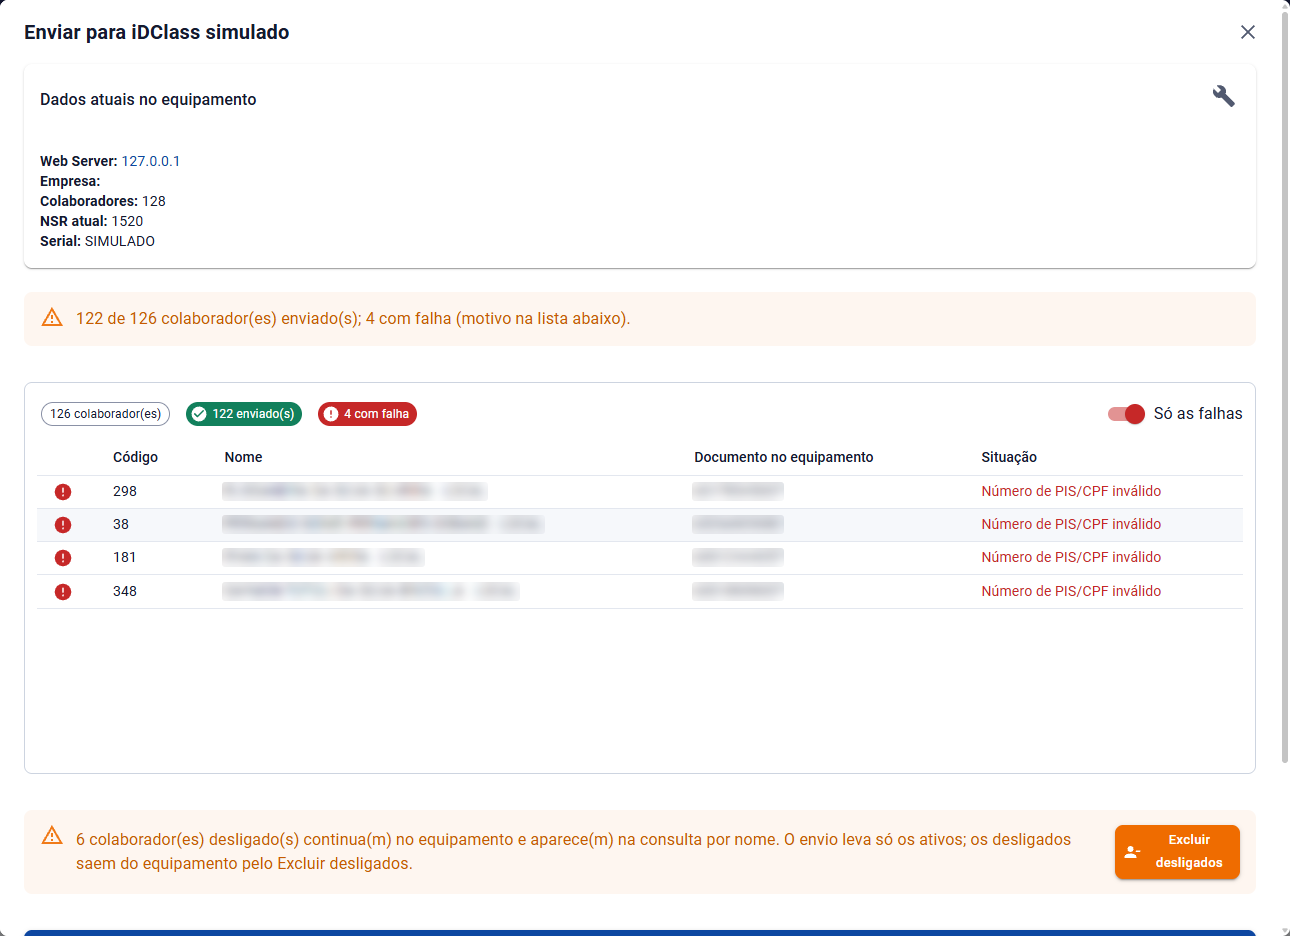 Enviar para iDClass simulado
Dados atuais no equipamento
Web Server: 127.0.0.1
Empresa:
Colaboradores: 128
NSR atual: 1520
Serial: SIMULADO
122 de 126 colaborador(es) enviado(s); 4 com falha (motivo na lista abaixo).
126 colaborador(es) 122 enviado(s) 4 com falha Só as falhas
Código Nome Documento no equipamento Situação
298 Número de PIS/CPF inválido
38 Número de PIS/CPF inválido
181 Número de PIS/CPF inválido
348 Número de PIS/CPF inválido
6 colaborador(es) desligado(s) continua(m) no equipamento e aparece(m) na consulta por nome. O envio leva só os ativos; os desligados
saem do equipamento pelo Excluir desligados.
Excluir
desligados